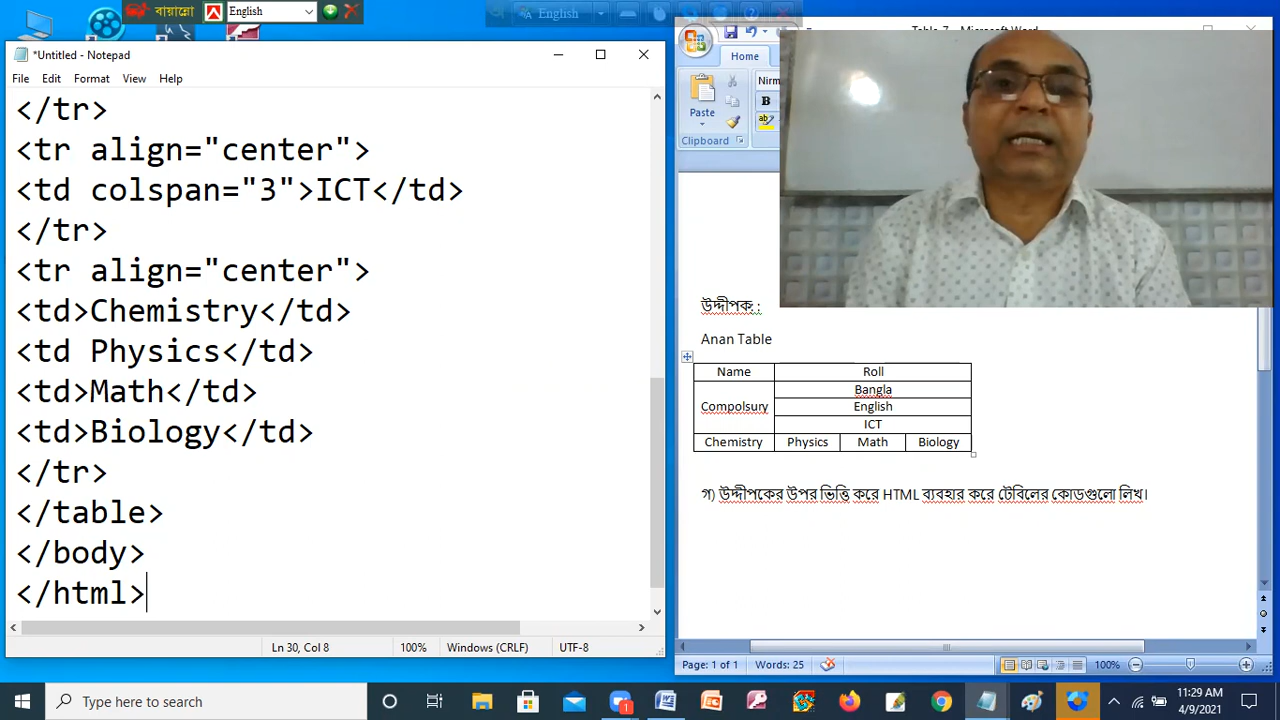 বায়ান্নো
English
English
*Untitled - Notepad
File Edit Format View Help
</tr>
<tr align="center">
<td colspan="3">ICT</td>
</tr>
<tr align="center">
<td>Chemistry</td>
<td Physics</td>
<td>Math</td>
<td>Biology</td>
</tr>
</table>
</body>
</html>
Ln 30, Col 8 100% Windows (CRLF) UTF-8
Home
Paste
B
Clipboard
উদ্দীপক :
Anan Table
Name Roll
Compolsury
Bangla
English
ICT
Chemistry Physics Math Biology
গ) উদ্দীপকের উপর ভিত্তি করে HTML ব্যবহার করে টেবিলের কোডগুলো লিখ।
Page: 1 of 1 Words: 25 100%
Type here to search
1
11:29 AM
4/9/2021